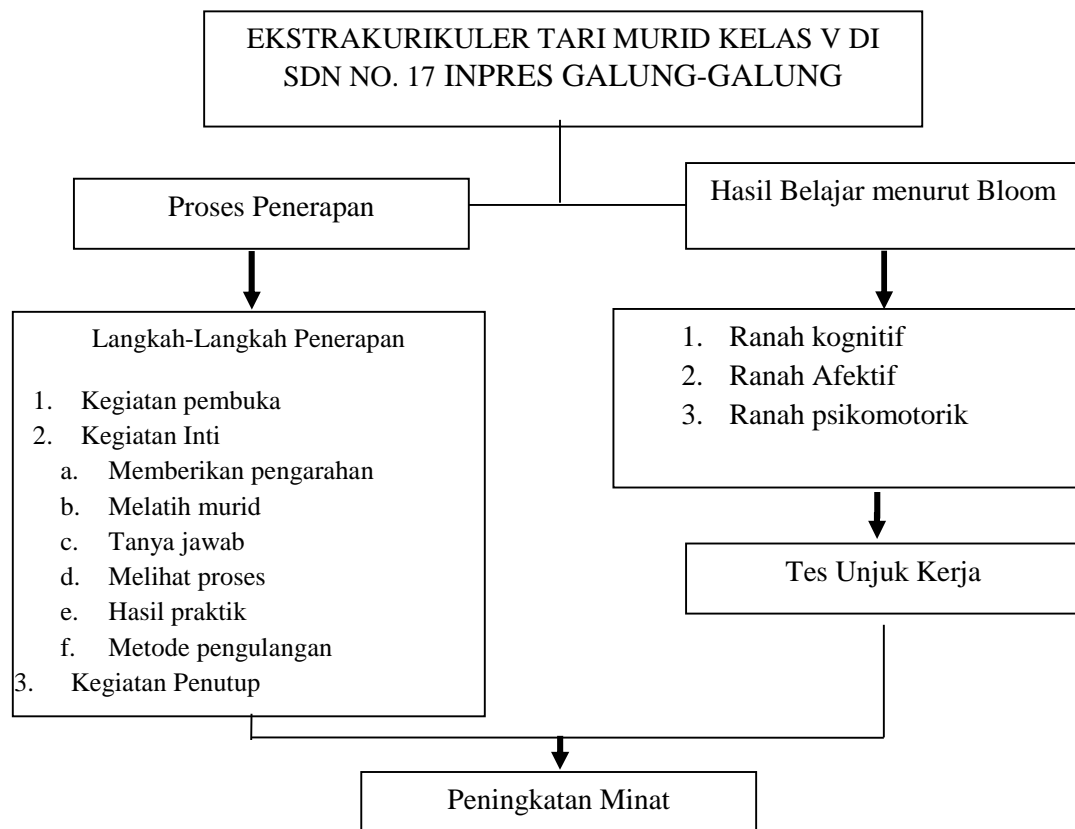 EKSTRAKURIKULER TARI MURID KELAS V DI
SDN NO. 17 INPRES GALUNG-GALUNG
Proses Penerapan
Hasil Belajar menurut Bloom
Langkah-Langkah Penerapan
1. Kegiatan pembuka
2. Kegiatan Inti
a. Memberikan pengarahan
b. Melatih murid
c. Tanya jawab
d. Melihat proses
e. Hasil praktik
f. Metode pengulangan
3. Kegiatan Penutup
1. Ranah kognitif
2. Ranah Afektif
3. Ranah psikomotorik
Tes Unjuk Kerja
Peningkatan Minat